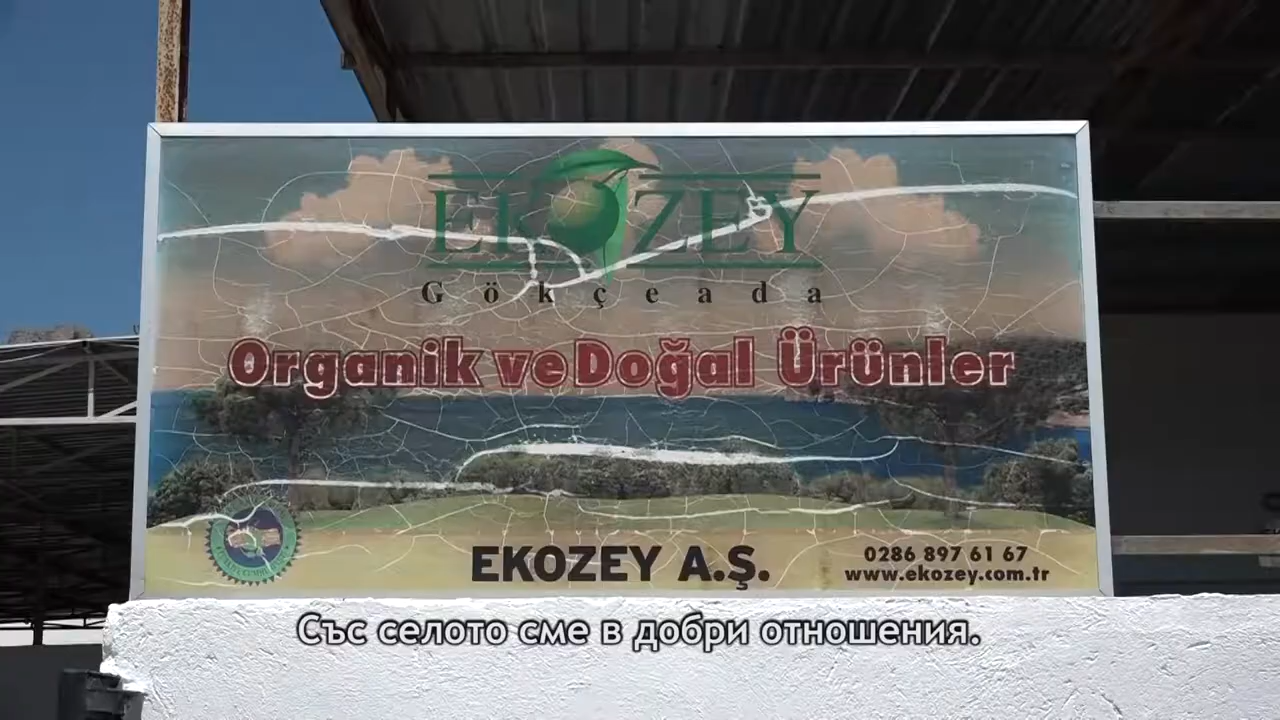 EKOZEY
Gökçeada
Organik ve Doğal Ürünler
EKOZEY A.Ş.
0286 897 61 67
www.ekozey.com.tr
Със селото сме в добри отношения.